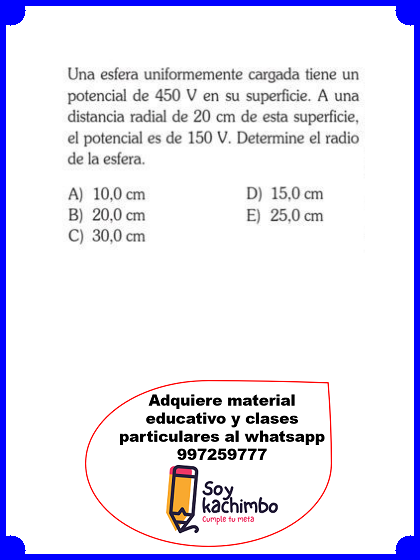 Una esfera uniformemente cargada tiene un
potencial de 450 V en su superficie. A una
distancia radial de 20 cm de esta superficie,
el potencial es de 150 V. Determine el radio
de la esfera.
A) 10,0 cm
B) 20,0 cm
C) 30,0 cm
D) 15,0 cm
E) 25,0 cm
Adquiere material
educativo y clases
particulares al whatsapp
997259777
Soy
kachimbo
Cumple tu meta